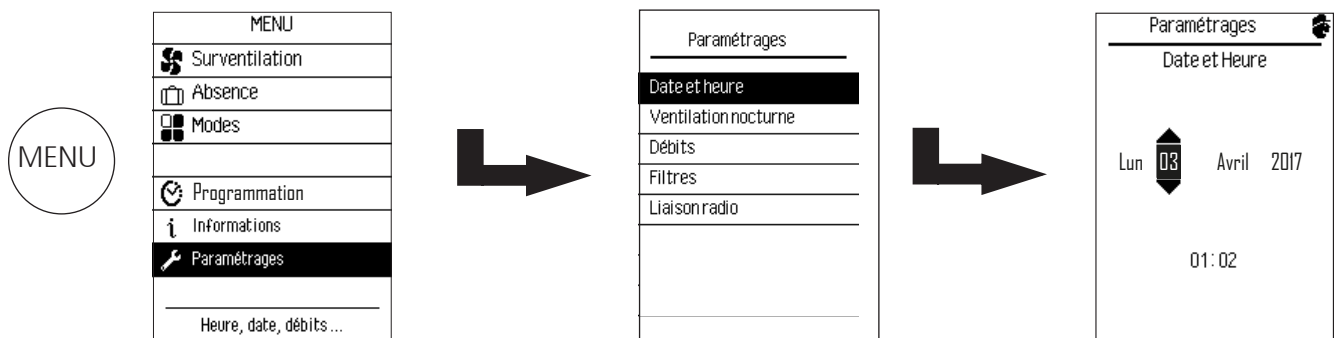 MENU
MENU
Surventilation
Absence
Modes
Programmation
i Informations
Paramétrages
Heure, date, débits ...
Paramétrages
Date et heure
Ventilation nocturne
Débits
Filtres
Liaison radio
Paramétrages
Date et Heure
Lun 03 Avril 2017
01:02